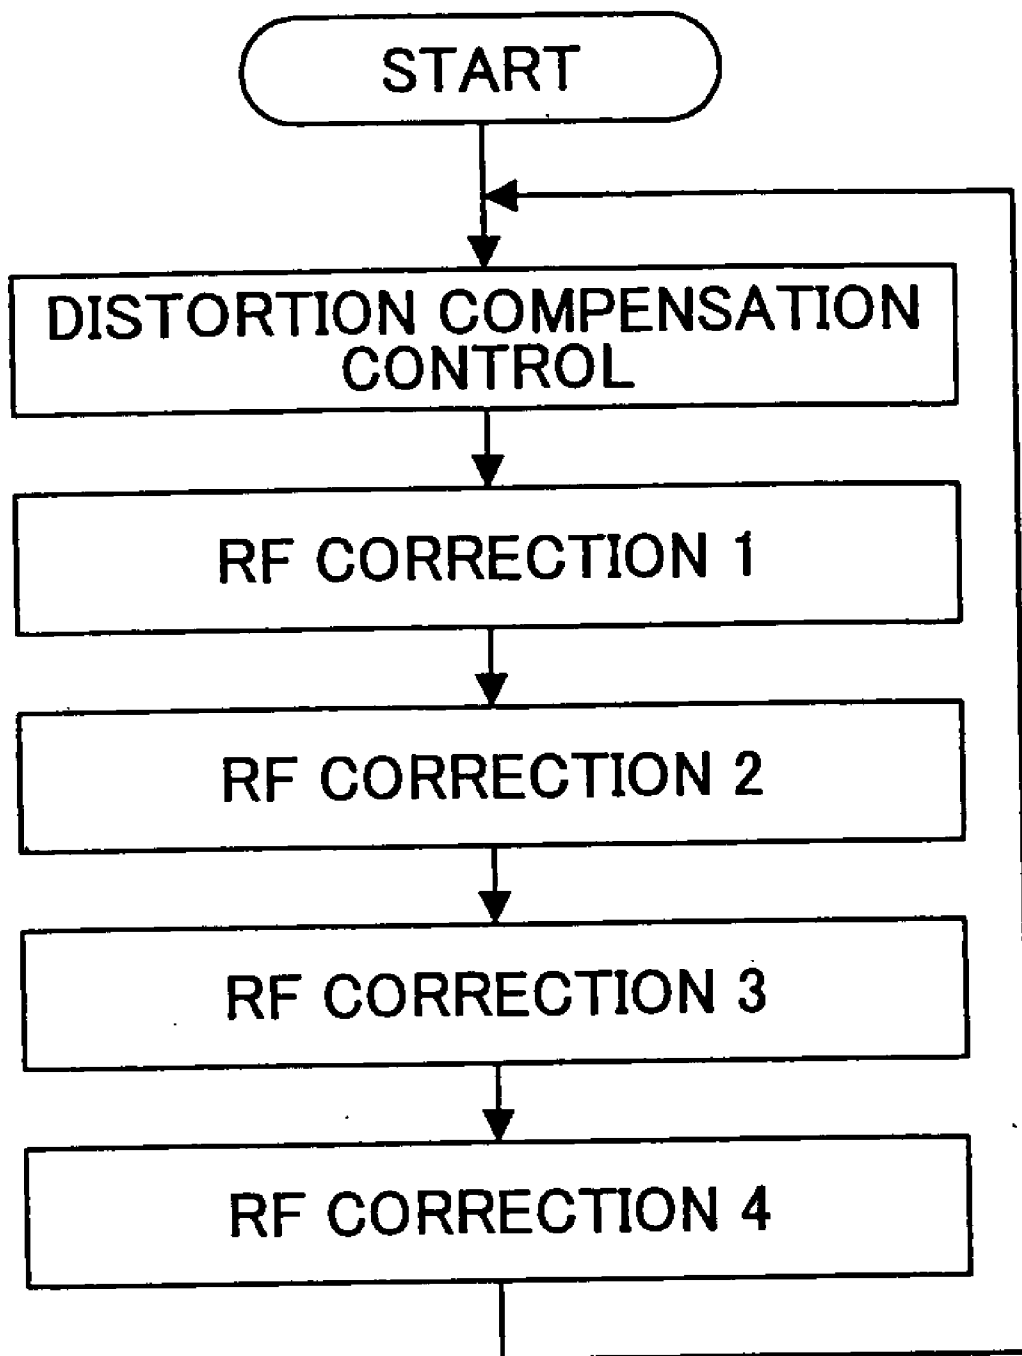 START
DISTORTION COMPENSATION
CONTROL
RF CORRECTION 1
RF CORRECTION 2
RF CORRECTION 3
RF CORRECTION 4